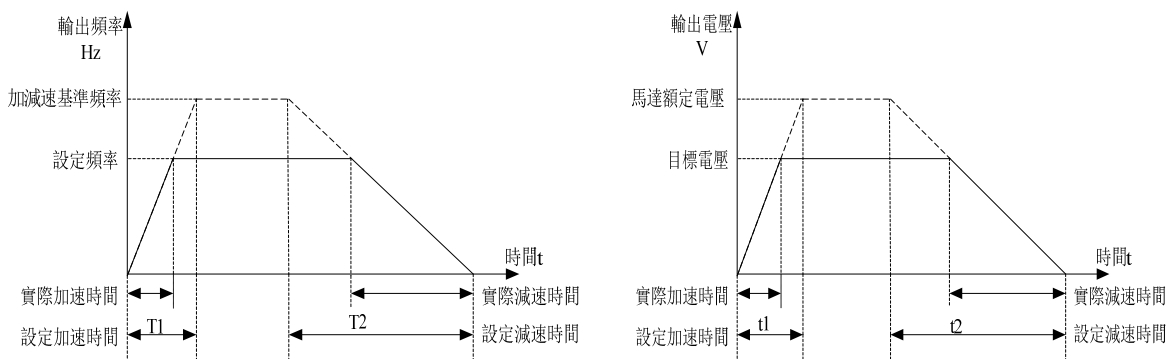 輸出頻率
Hz
加減速基準頻率
設定頻率
時間t
實際加速時間
實際減速時間
設定加速時間
T1
T2
設定減速時間
輸出電壓
V
馬達額定電壓
目標電壓
時間t
實際加速時間
實際減速時間
設定加速時間
t1
t2
設定減速時間